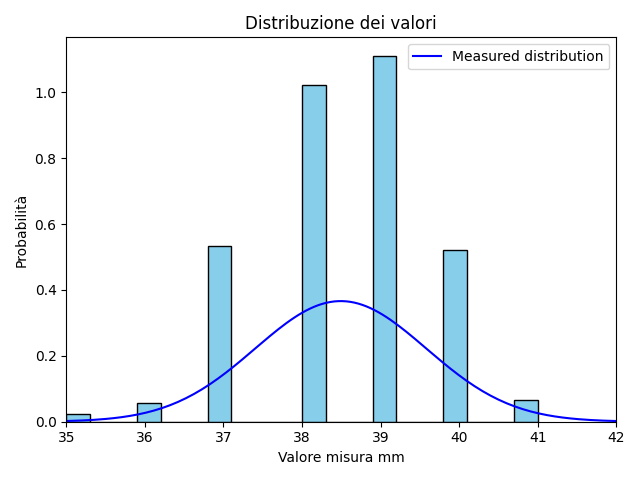 Distribuzione dei valori
Measured distribution
1.0
0.8
0.6
0.4
0.2
0.0
Probabilità
35 36 37 38 39 40 41 42
Valore misura mm